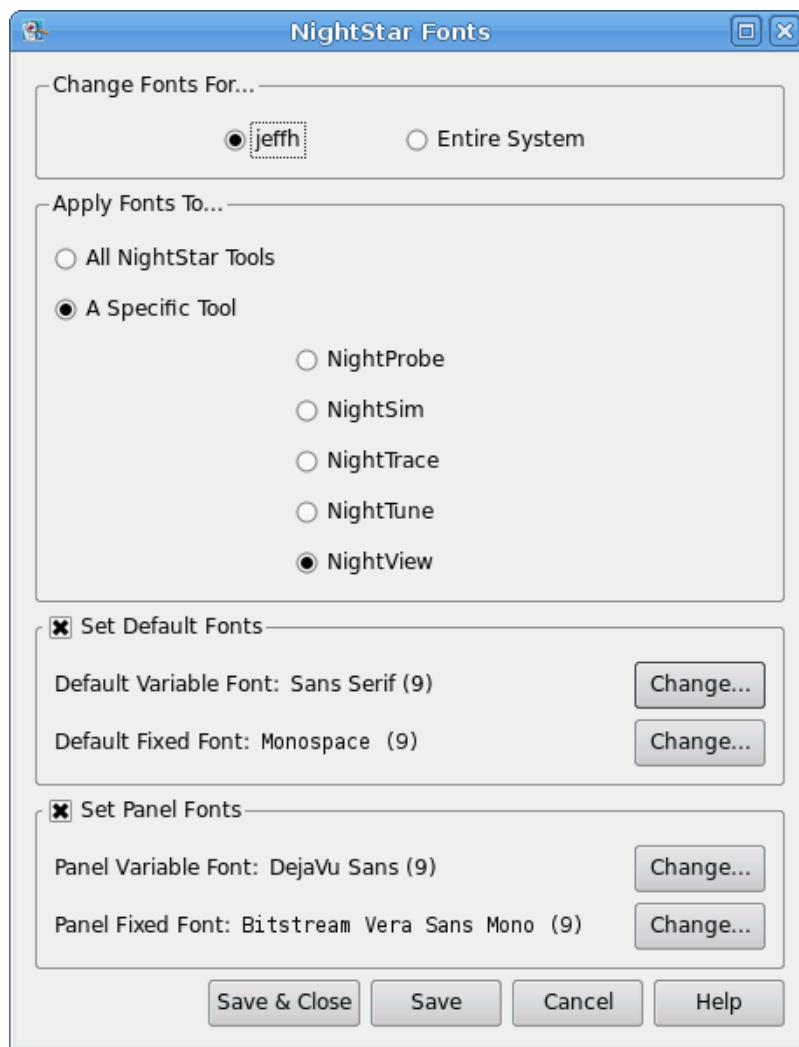 NightStar Fonts
Change Fonts For...
jeffh Entire System
Apply Fonts To...
All NightStar Tools
A Specific Tool
NightProbe
NightSim
NightTrace
NightTune
NightView
Set Default Fonts
Default Variable Font: Sans Serif (9) Change...
Default Fixed Font: Monospace (9) Change...
Set Panel Fonts
Panel Variable Font: DejaVu Sans (9) Change...
Panel Fixed Font: Bitstream Vera Sans Mono (9) Change...
Save & Close Save Cancel Help